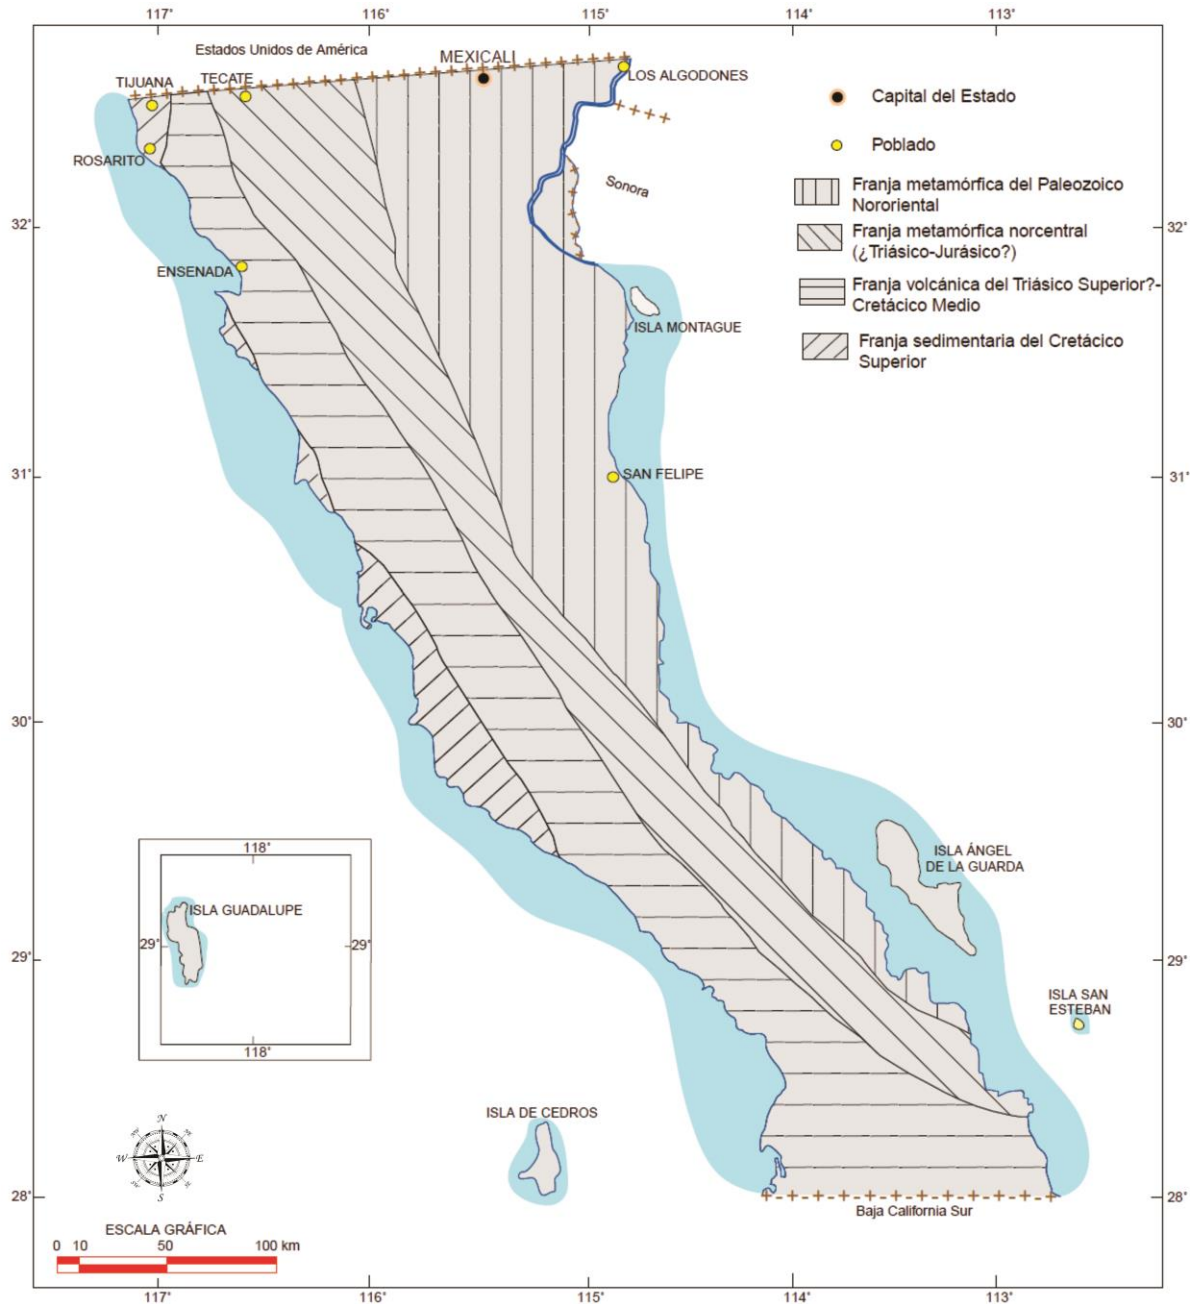 117°
116°
115°
114°
113°
Estados Unidos de América
MEXICALI
TIJUANA
TECATE
LOS ALGODONES
Capital del Estado
ROSARITO
Poblado
Sonora
Franja metamórfica del Paleozoico
Nororiental
32°
32°
Franja metamórfica norcentral
(¿Triásico-Jurásico?)
ENSENADA
Franja volcánica del Triásico Superior?-
Cretácico Medio
ISLA MONTAGUE
Franja sedimentaria del Cretácico
Superior
31°
SAN FELIPE
31°
30°
30°
118°
ISLA ÁNGEL
DE LA GUARDA
ISLA GUADALUPE
29°
29°
29°
29°
ISLA SAN
ESTEBAN
118°
ISLA DE CEDROS
N
W
E
S
28°
28°
Baja California Sur
ESCALA GRÁFICA
0 10 50 100 km
117°
116°
115°
114°
113°